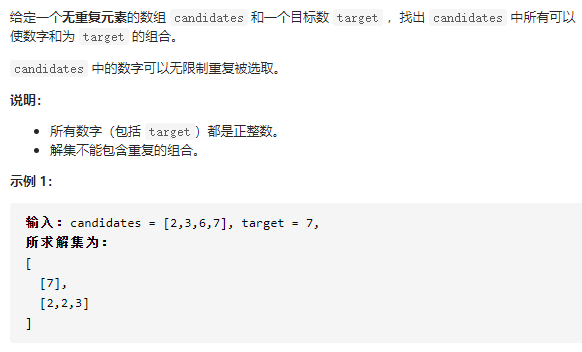 给定一个无重复元素的数组 candidates 和一个目标数 target ，找出 candidates 中所有可以
使数字和为 target 的组合。
candidates 中的数字可以无限制重复被选取。
说明：
• 所有数字（包括 target）都是正整数。
• 解集不能包含重复的组合。
示例 1：
输入：candidates = [2,3,6,7], target = 7,
所求解集为：
[
[7],
[2,2,3]
]